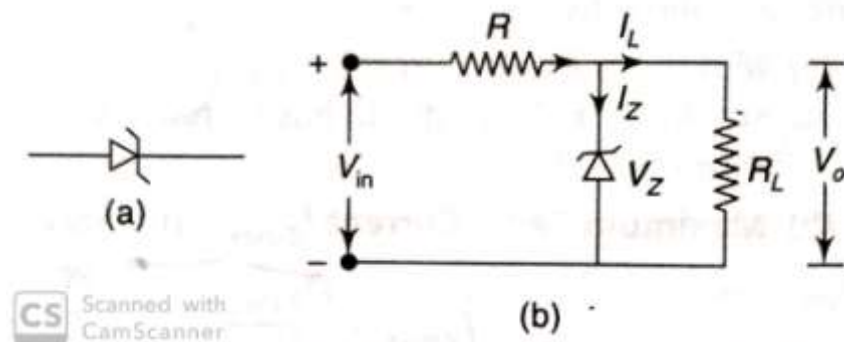 R
I_L
+
I_Z
V_in
V_Z
R_L
V_o
(a)
−
(b)
CS
Scanned with
CamScanner